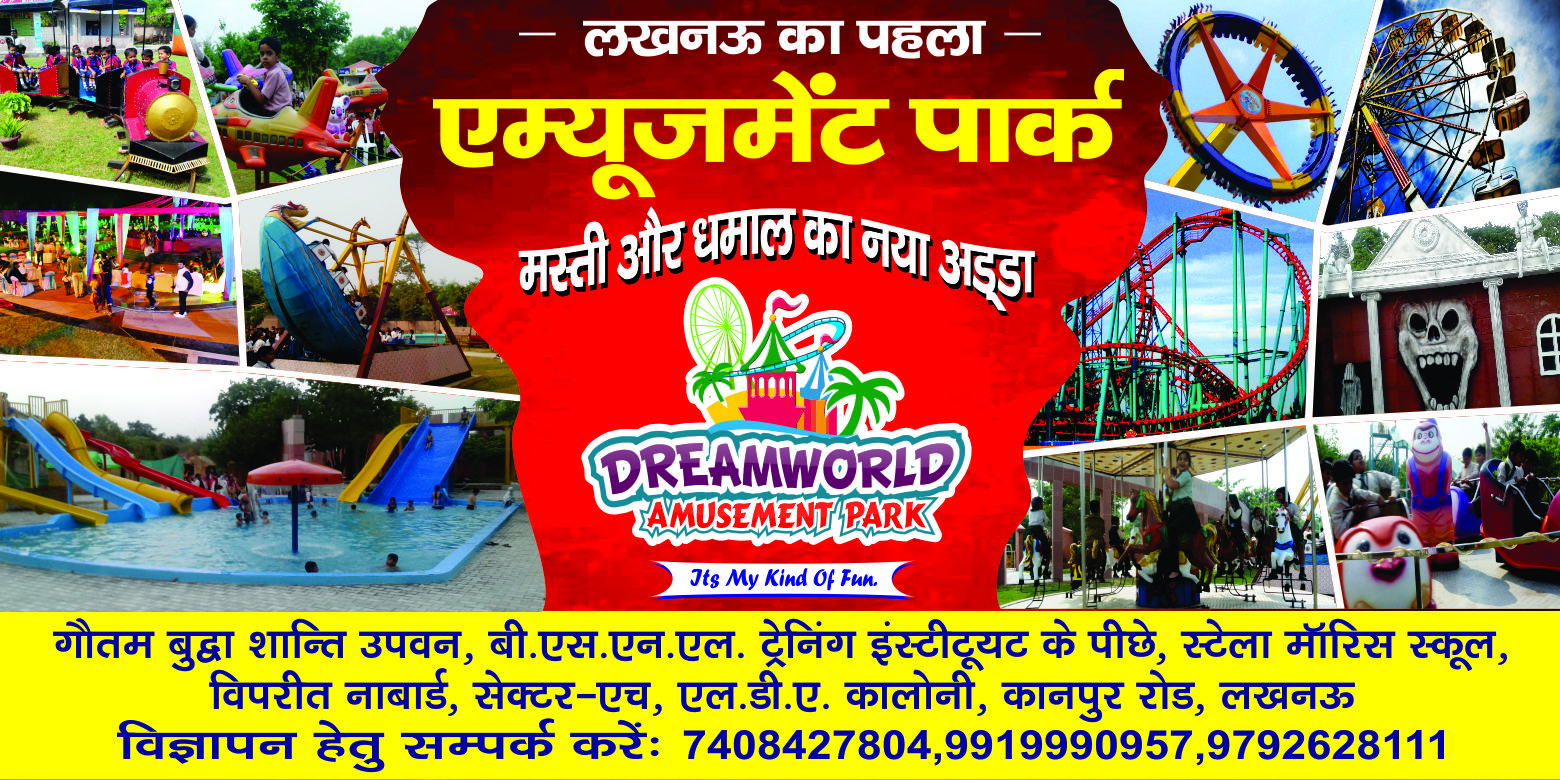 लखनऊ का पहला
एम्यूजमेंट पार्क
मस्ती और धमाल का नया अड्डा
DREAMWORLD
AMUSEMENT PARK
Its My Kind Of Fun.
गौतम बुद्वा शान्ति उपवन, बी.एस.एन.एल. ट्रेनिंग इंस्टीटूयट के पीछे, स्टेला मॉरिस स्कूल,
विपरीत नाबार्ड, सेक्टर-एच, एल.डी.ए. कालोनी, कानपुर रोड, लखनऊ
विज्ञापन हेतु सम्पर्क करें: 7408427804,9919990957,9792628111